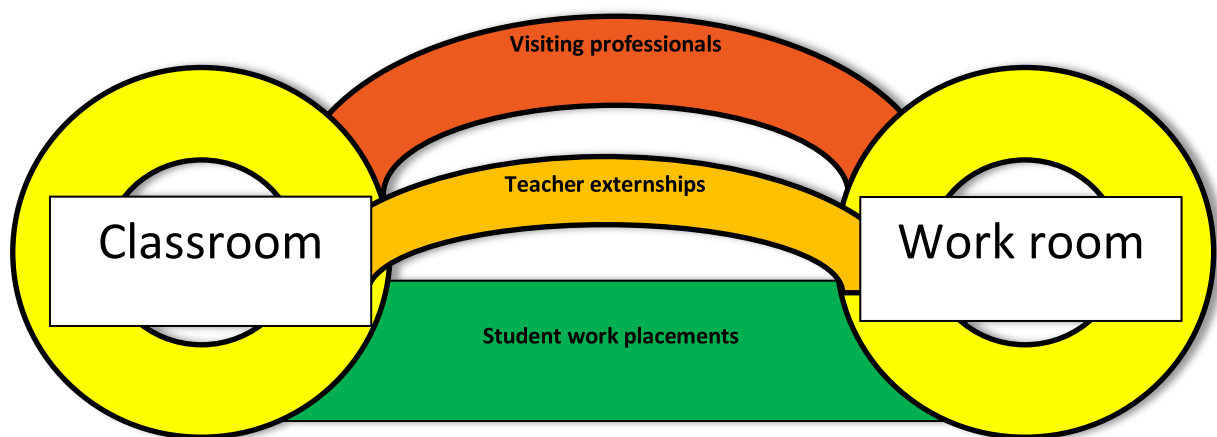 Visiting professionals
Teacher externships
Classroom
Work room
Student work placements